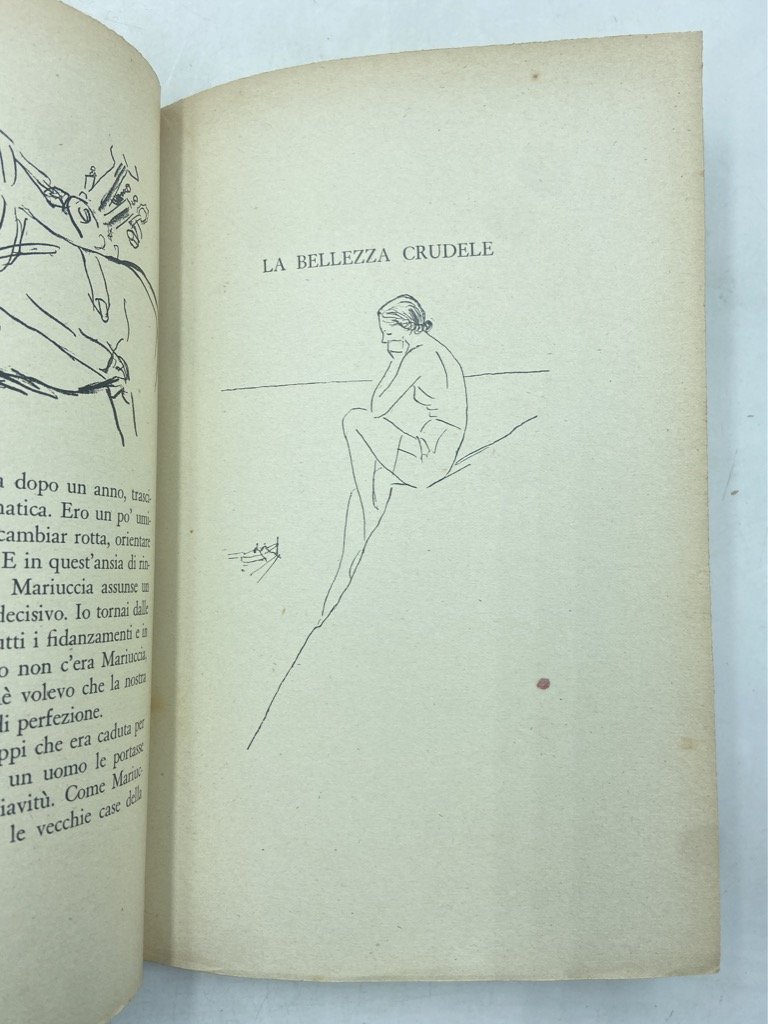 a dopo un anno, trasci-
matica. Ero un po' umi-
cambiar rotta, orientare
E in quest'ansia di rin-
Mariuccia assunse un
decisivo. Io tornai dalle
utti i fidanzamenti e in
o non c'era Mariuccia,
è volevo che la nostra
di perfezione.
ppi che era caduta per
un uomo le portasse
iavitù. Come Mariuc-
le vecchie case della
LA BELLEZZA CRUDELE